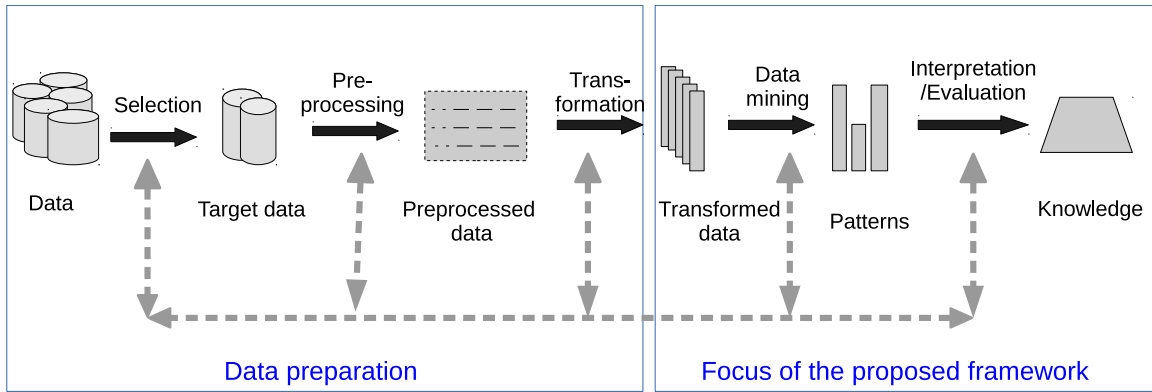 Selection
Pre-
processing
Trans-
formation
Data
mining
Interpretation
/Evaluation
Data
Target data
Preprocessed
data
Transformed
data
Patterns
Knowledge
Data preparation
Focus of the proposed framework